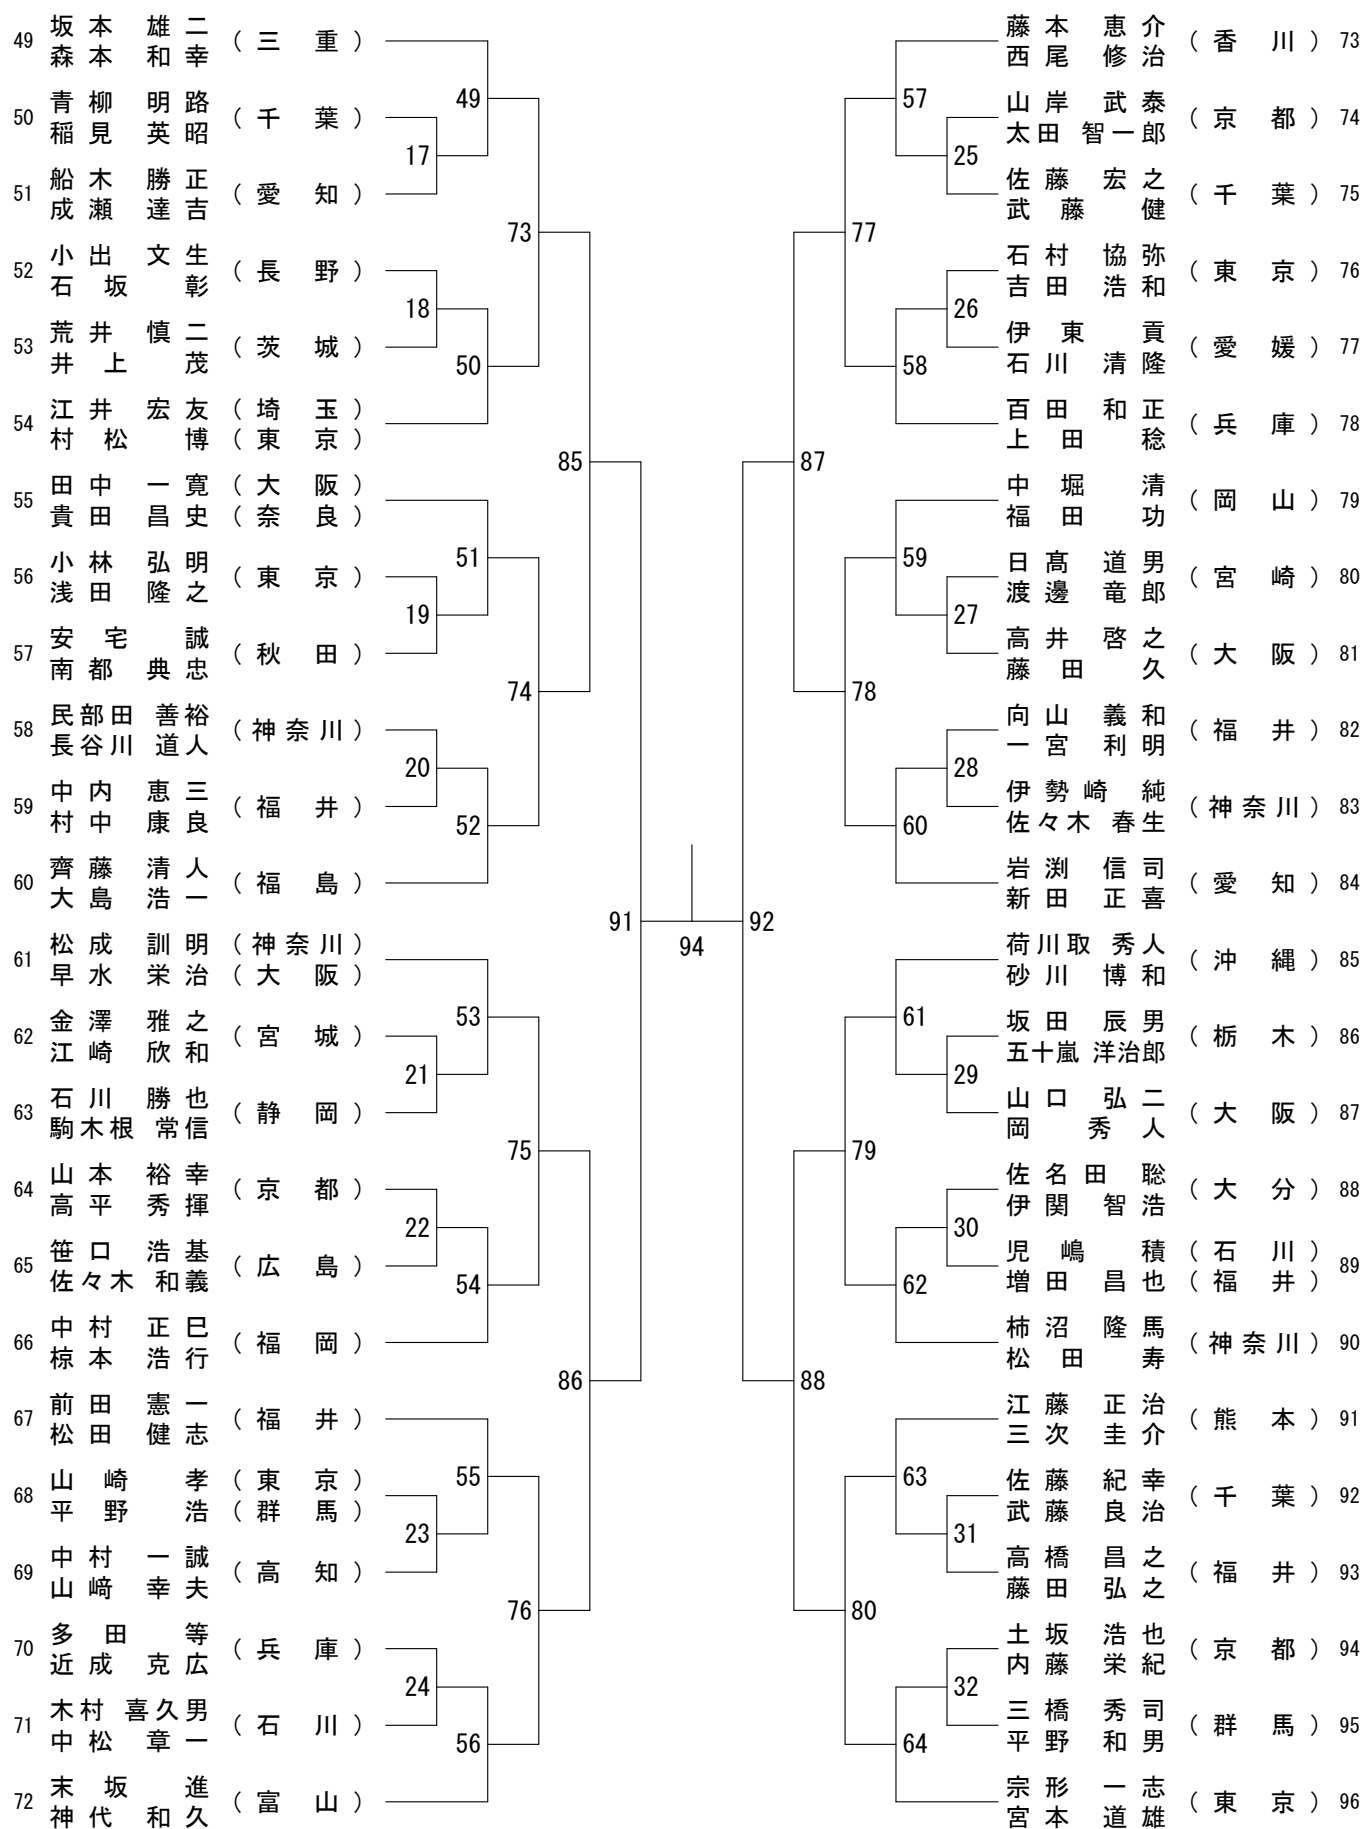 49 坂本 雄二 (三重)
森本 和幸
50 青柳 明路 (千葉)
稲見 英昭
51 船木 勝正 (愛知)
成瀬 達吉
52 小出 文生 (長野)
石坂 彰
53 荒井 慎二 (茨城)
井上 茂
54 江井 宏友 (埼玉)
村松 博 (東京)
55 田中 一寛 (大阪)
貴田 昌史 (奈良)
56 小林 弘明 (東京)
浅田 隆之
57 安宅 誠 (秋田)
南都 典忠
58 民部田 善裕 (神奈川)
長谷川 道人
59 中内 恵三 (福井)
村中 康良
60 齊藤 清人 (福島)
大島 浩一
61 松成 訓明 (神奈川)
早水 栄治 (大阪)
62 金澤 雅之 (宮城)
江崎 欣和
63 石川 勝也 (静岡)
駒木根 常信
64 山本 裕幸 (京都)
高平 秀揮
65 笹口 浩基 (広島)
佐々木 和義
66 中村 正巳 (福岡)
椋本 浩行
67 前田 憲一 (福井)
松田 健志
68 山崎 孝 (東京)
平野 浩 (群馬)
69 中村 一誠 (高知)
山﨑 幸夫
70 多田 等 (兵庫)
近成 克広
71 木村 喜久男 (石川)
中松 章一
72 末坂 進 (富山)
神代 和久
17
18
19
20
21
22
23
24
49
50
51
52
53
54
55
56
73
74
75
76
85
86
91
94
92
87
88
77
78
79
80
57
58
59
60
61
62
63
64
25
26
27
28
29
30
31
32
藤本 恵介 (香川) 73
西尾 修治
山岸 武泰 (京都) 74
太田 智一郎
佐藤 宏之 (千葉) 75
武藤 健
石村 協弥 (東京) 76
吉田 浩和
伊東 貢 (愛媛) 77
石川 清隆
百田 和正 (兵庫) 78
上田 稔
中堀 清 (岡山) 79
福田 功
日髙 道男 (宮崎) 80
渡邊 竜郎
高井 啓之 (大阪) 81
藤田 久
向山 義和 (福井) 82
一宮 利明
伊勢崎 純 (神奈川) 83
佐々木 春生
岩渕 信司 (愛知) 84
新田 正喜
荷川取 秀人 (沖縄) 85
砂川 博和
坂田 辰男 (栃木) 86
五十嵐 洋治郎
山口 弘二 (大阪) 87
岡 秀人
佐名田 聡 (大分) 88
伊関 智浩
児嶋 積 (石川) 89
増田 昌也 (福井)
柿沼 隆馬 (神奈川) 90
松田 寿
江藤 正治 (熊本) 91
三次 圭介
佐藤 紀幸 (千葉) 92
武藤 良治
高橋 昌之 (福井) 93
藤田 弘之
土坂 浩也 (京都) 94
内藤 栄紀
三橋 秀司 (群馬) 95
平野 和男
宗形 一志 (東京) 96
宮本 道雄